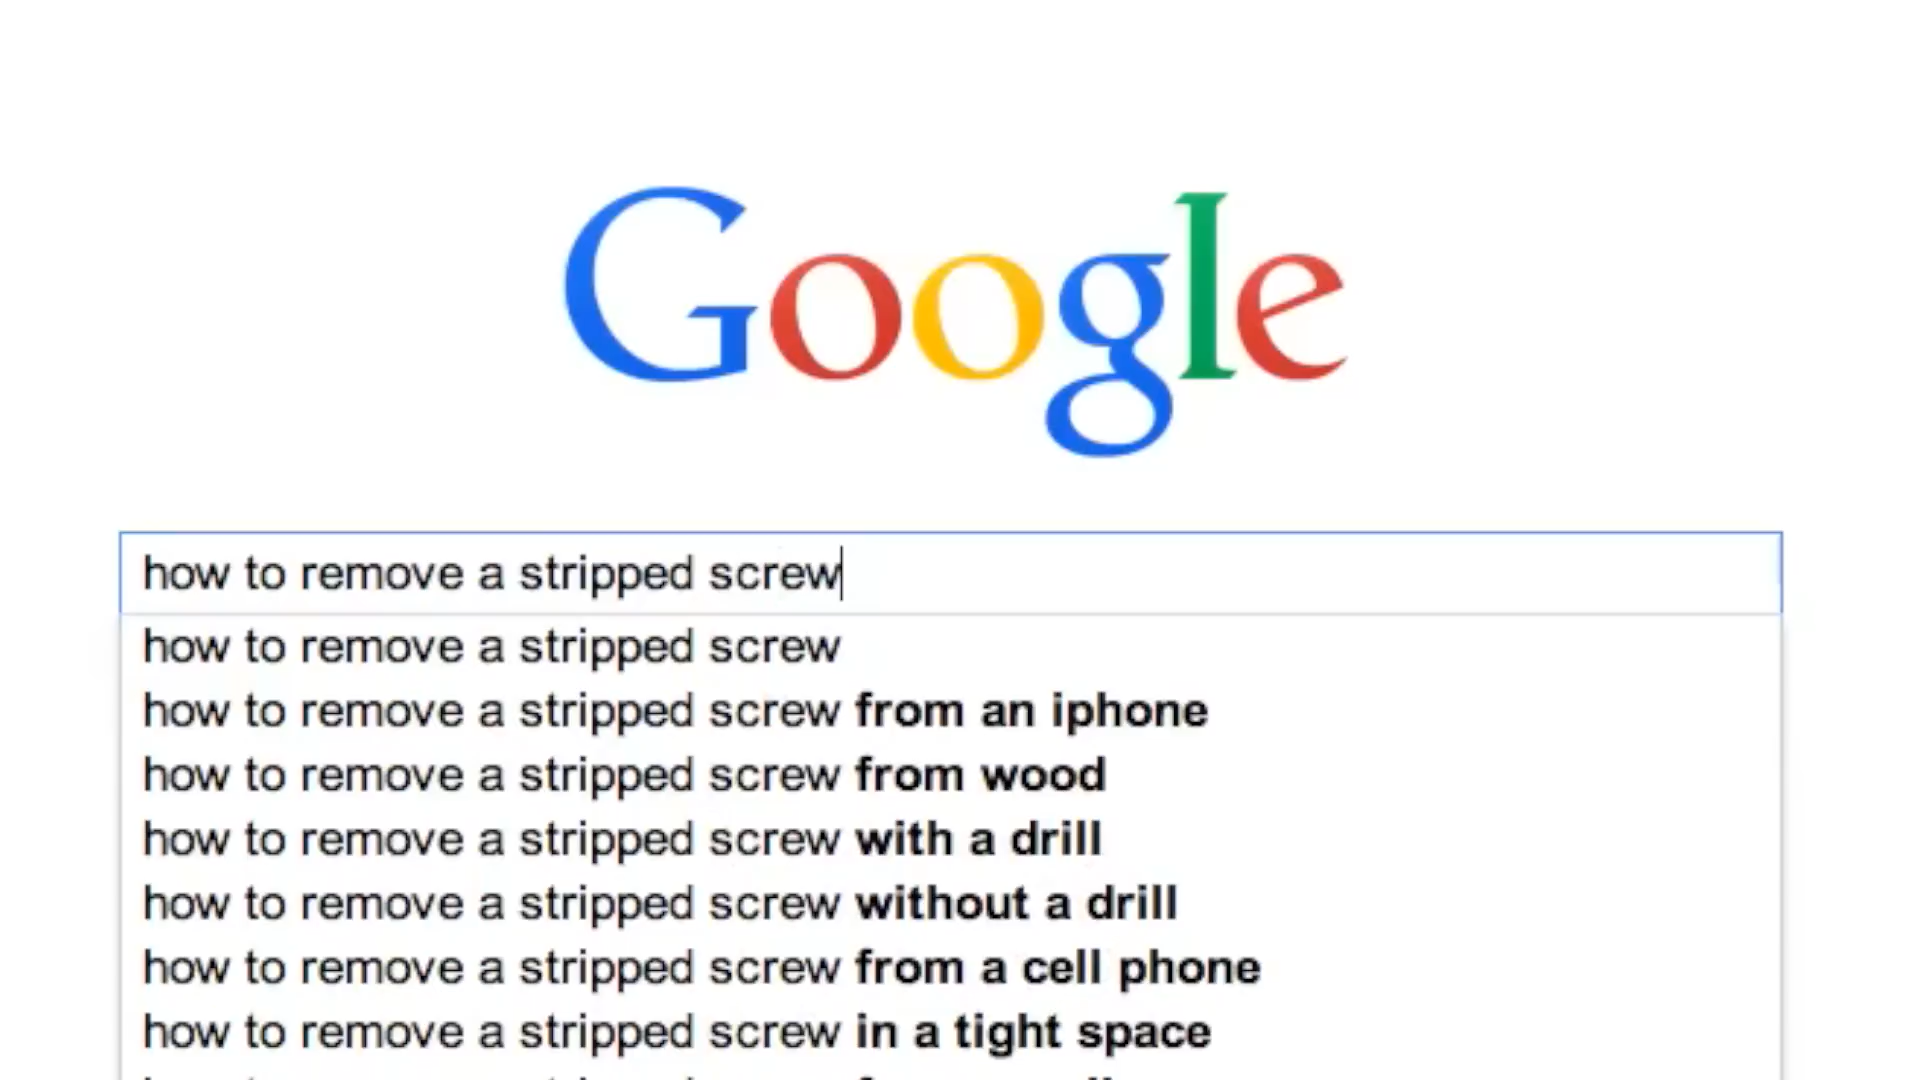 Google
how to remove a stripped screw
how to remove a stripped screw
how to remove a stripped screw from an iphone
how to remove a stripped screw from wood
how to remove a stripped screw with a drill
how to remove a stripped screw without a drill
how to remove a stripped screw from a cell phone
how to remove a stripped screw in a tight space